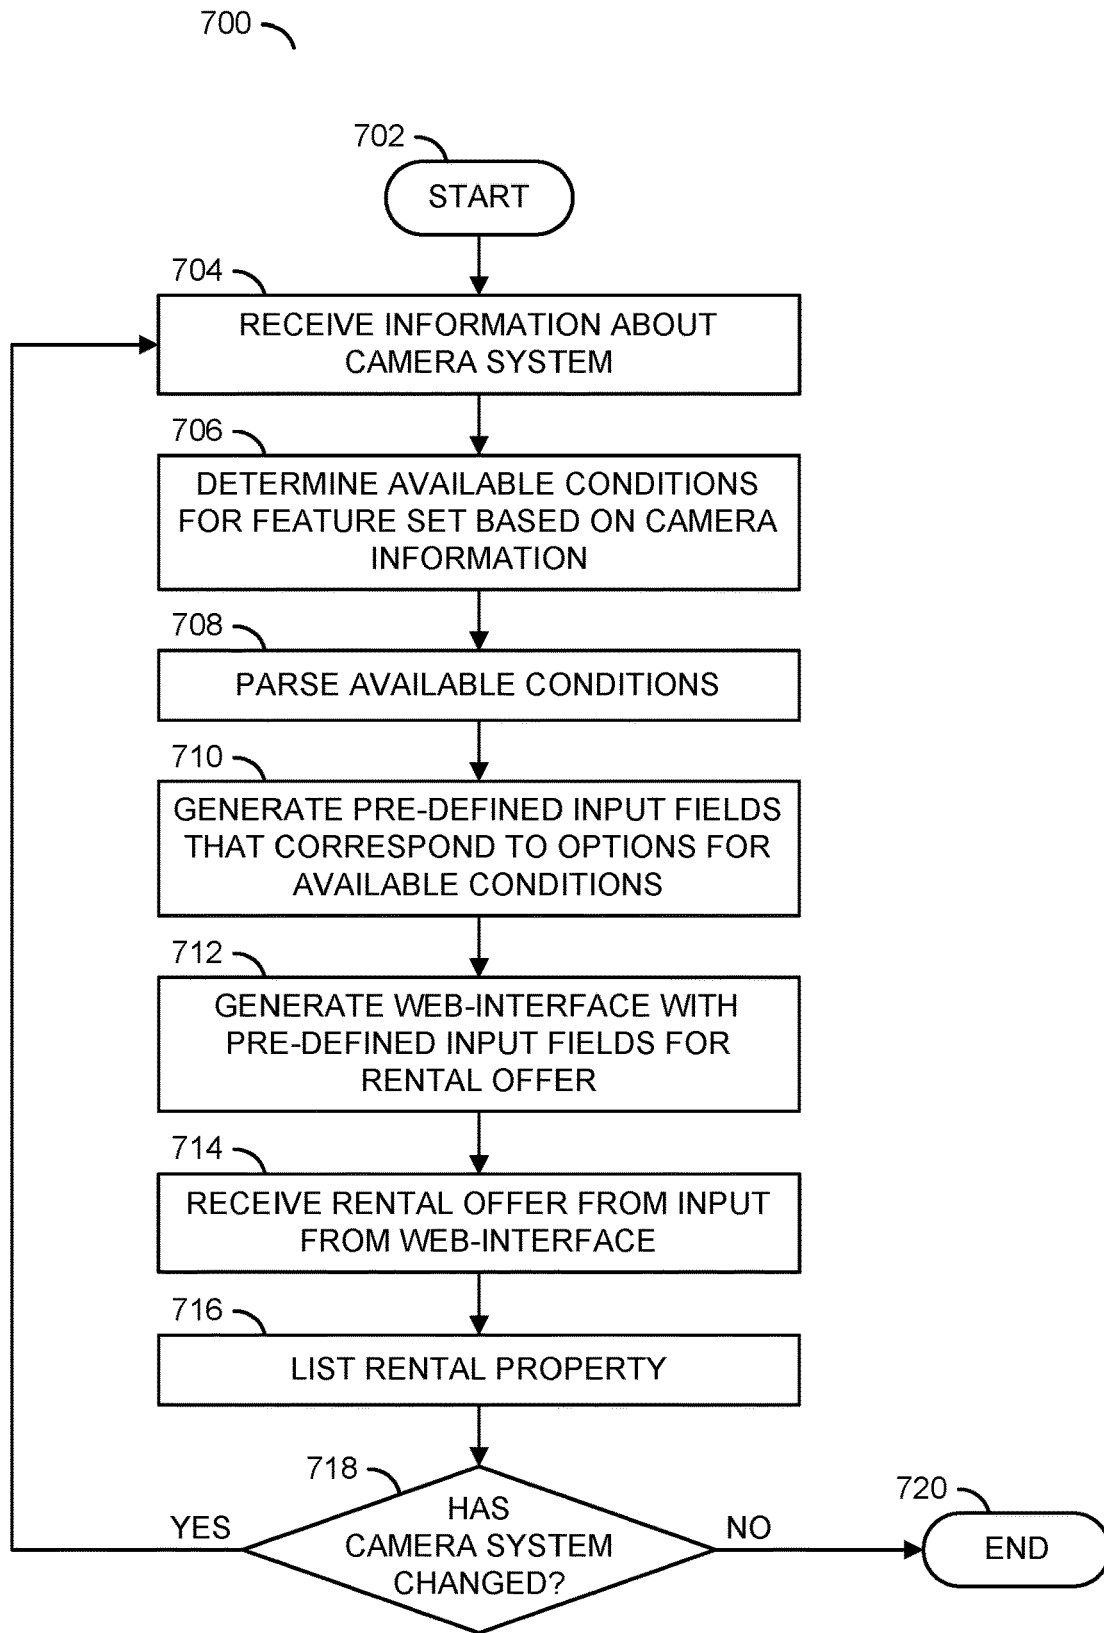 700
702
START
704
RECEIVE INFORMATION ABOUT
CAMERA SYSTEM
706
DETERMINE AVAILABLE CONDITIONS
FOR FEATURE SET BASED ON CAMERA
INFORMATION
708
PARSE AVAILABLE CONDITIONS
710
GENERATE PRE-DEFINED INPUT FIELDS
THAT CORRESPOND TO OPTIONS FOR
AVAILABLE CONDITIONS
712
GENERATE WEB-INTERFACE WITH
PRE-DEFINED INPUT FIELDS FOR
RENTAL OFFER
714
RECEIVE RENTAL OFFER FROM INPUT
FROM WEB-INTERFACE
716
LIST RENTAL PROPERTY
718
HAS
CAMERA SYSTEM
CHANGED?
YES
NO
720
END